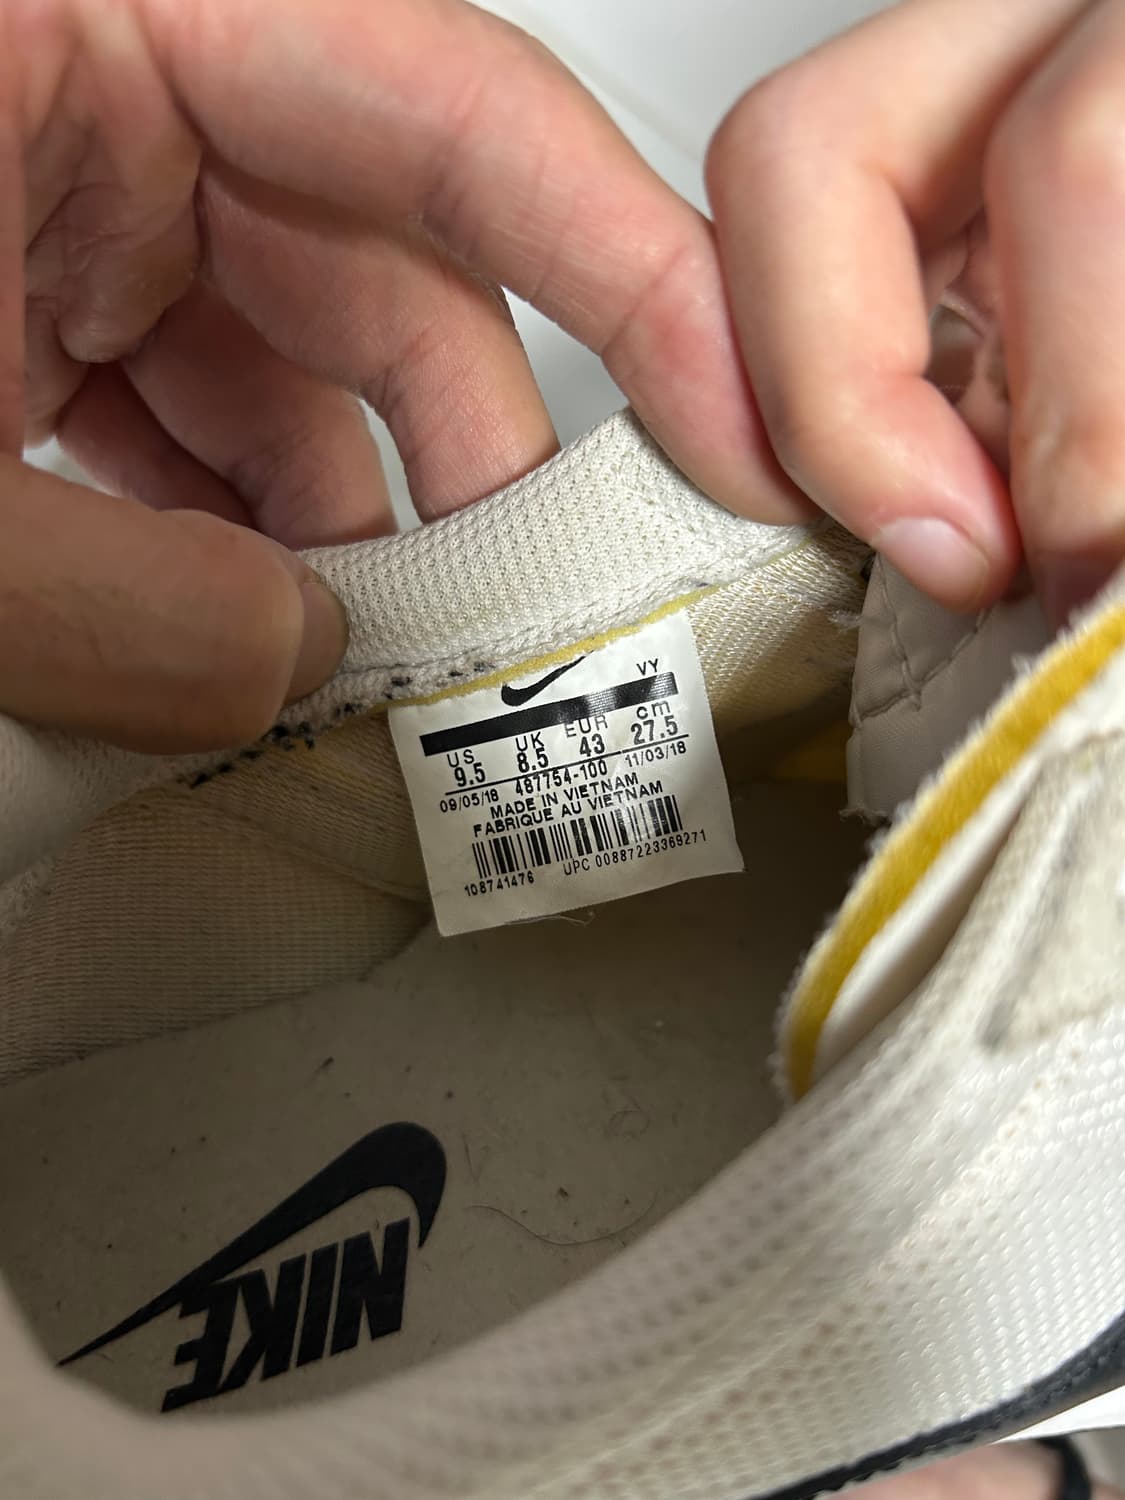 VY
US UK EUR cm
9.5 8.5 43 27.5
09/05/18 487754-100 11/03/18
MADE IN VIETNAM
FABRIQUE AU VIETNAM
108741476 UPC 00887223369271
NIKE